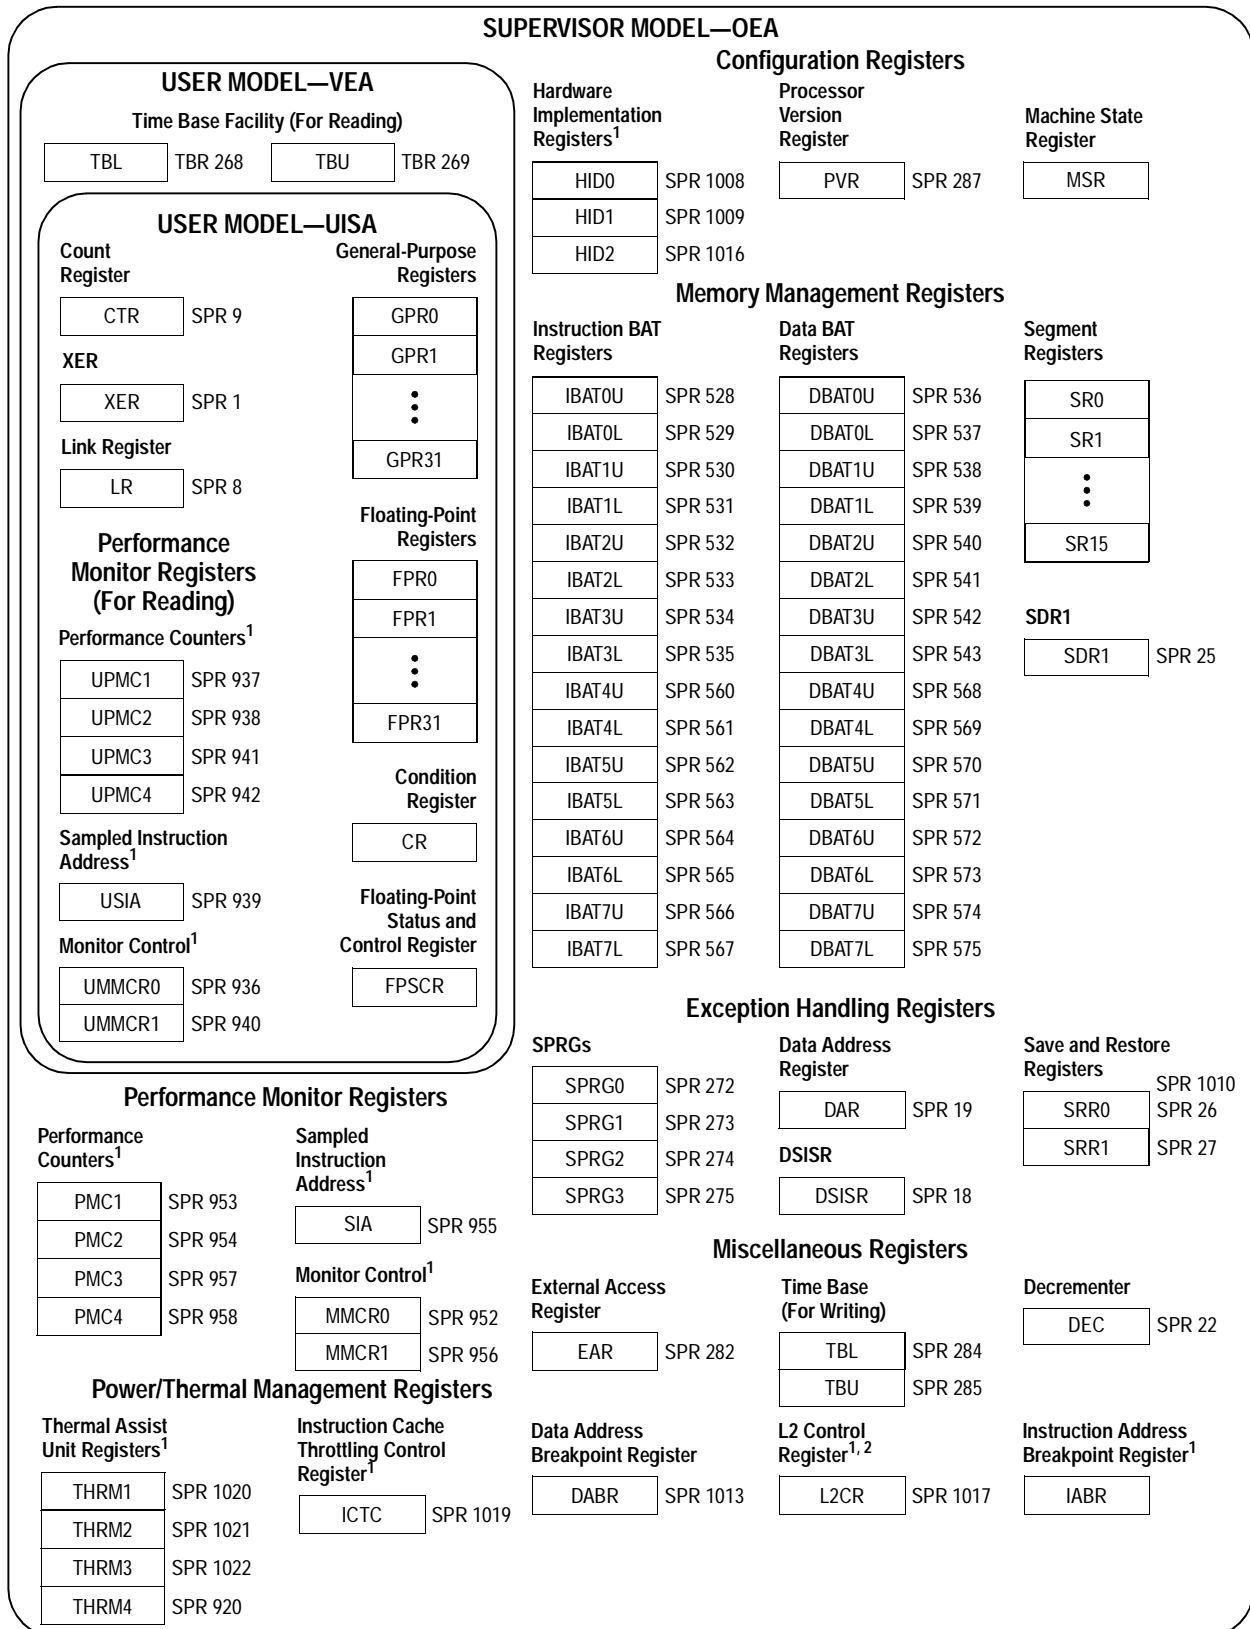 SUPERVISOR MODEL—OEA
USER MODEL—VEA
Time Base Facility (For Reading)
TBL TBR 268 TBU TBR 269
USER MODEL—UISA
Count
Register
CTR SPR 9
XER
XER SPR 1
Link Register
LR SPR 8
Performance
Monitor Registers
(For Reading)
Performance Counters1
UPMC1 SPR 937
UPMC2 SPR 938
UPMC3 SPR 941
UPMC4 SPR 942
Sampled Instruction
Address1
USIA SPR 939
Monitor Control1
UMMCR0 SPR 936
UMMCR1 SPR 940
General-Purpose
Registers
GPR0
GPR1
GPR31
Floating-Point
Registers
FPR0
FPR1
FPR31
Condition
Register
CR
Floating-Point
Status and
Control Register
FPSCR
Performance Monitor Registers
Performance
Counters1
PMC1 SPR 953
PMC2 SPR 954
PMC3 SPR 957
PMC4 SPR 958
Sampled
Instruction
Address1
SIA SPR 955
Monitor Control1
MMCR0 SPR 952
MMCR1 SPR 956
Power/Thermal Management Registers
Thermal Assist
Unit Registers1
THRM1 SPR 1020
THRM2 SPR 1021
THRM3 SPR 1022
THRM4 SPR 920
Instruction Cache
Throttling Control
Register1
ICTC SPR 1019
Configuration Registers
Hardware
Implementation
Registers1
HID0 SPR 1008
HID1 SPR 1009
HID2 SPR 1016
Processor
Version
Register
PVR SPR 287
Machine State
Register
MSR
Memory Management Registers
Instruction BAT
Registers
IBAT0U SPR 528
IBAT0L SPR 529
IBAT1U SPR 530
IBAT1L SPR 531
IBAT2U SPR 532
IBAT2L SPR 533
IBAT3U SPR 534
IBAT3L SPR 535
IBAT4U SPR 560
IBAT4L SPR 561
IBAT5U SPR 562
IBAT5L SPR 563
IBAT6U SPR 564
IBAT6L SPR 565
IBAT7U SPR 566
IBAT7L SPR 567
Data BAT
Registers
DBAT0U SPR 536
DBAT0L SPR 537
DBAT1U SPR 538
DBAT1L SPR 539
DBAT2U SPR 540
DBAT2L SPR 541
DBAT3U SPR 542
DBAT3L SPR 543
DBAT4U SPR 568
DBAT4L SPR 569
DBAT5U SPR 570
DBAT5L SPR 571
DBAT6U SPR 572
DBAT6L SPR 573
DBAT7U SPR 574
DBAT7L SPR 575
Segment
Registers
SR0
SR1
SR15
SDR1
SDR1 SPR 25
Exception Handling Registers
SPRGs
SPRG0 SPR 272
SPRG1 SPR 273
SPRG2 SPR 274
SPRG3 SPR 275
Data Address
Register
DAR SPR 19
DSISR
DSISR SPR 18
Save and Restore
Registers
SPR 1010
SRR0 SPR 26
SRR1 SPR 27
Miscellaneous Registers
External Access
Register
EAR SPR 282
Time Base
(For Writing)
TBL SPR 284
TBU SPR 285
Decrementer
DEC SPR 22
Data Address
Breakpoint Register
DABR SPR 1013
L2 Control
Register1, 2
L2CR SPR 1017
Instruction Address
Breakpoint Register1
IABR